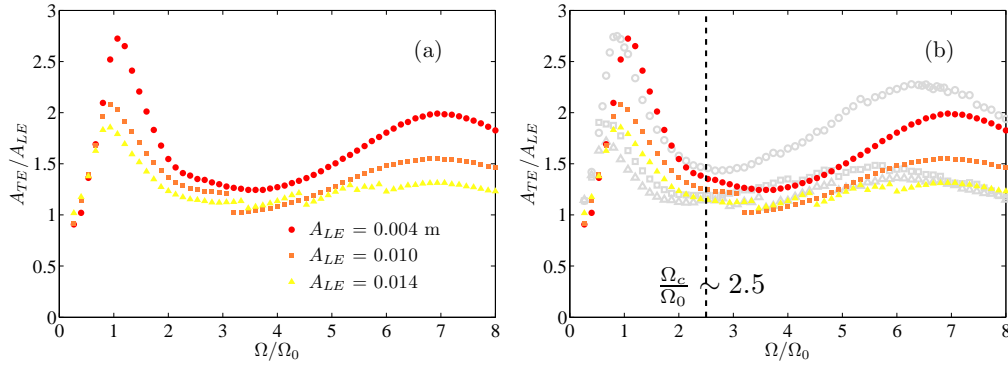 3
2.5
2
1.5
1
0.5
0
A_{TE}/A_{LE}
(a)
A_{LE} = 0.004 m
A_{LE} = 0.010
A_{LE} = 0.014
0 1 2 3 4 5 6 7 8
Ω/Ω_0
3
2.5
2
1.5
1
0.5
0
A_{TE}/A_{LE}
(b)
Ω_c/Ω_0 ∼ 2.5
0 1 2 3 4 5 6 7 8
Ω/Ω_0